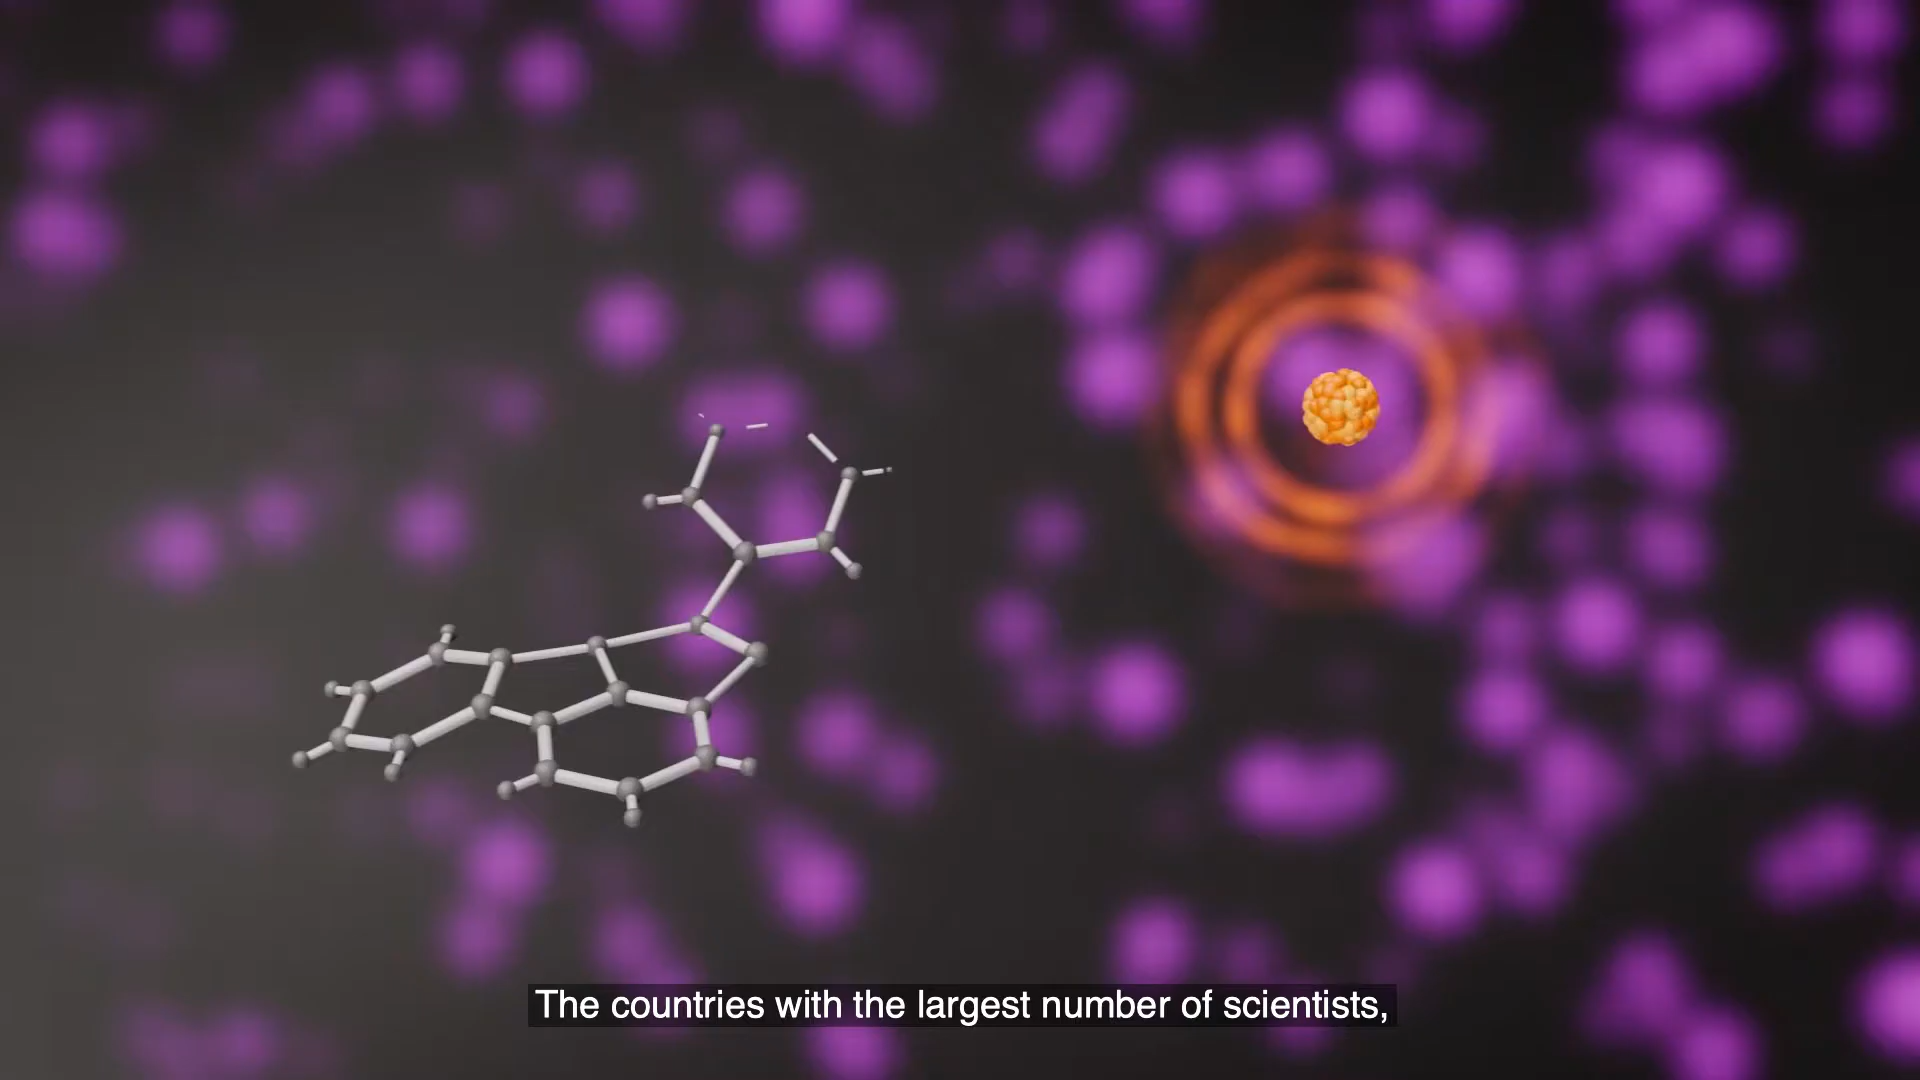 The countries with the largest number of scientists,